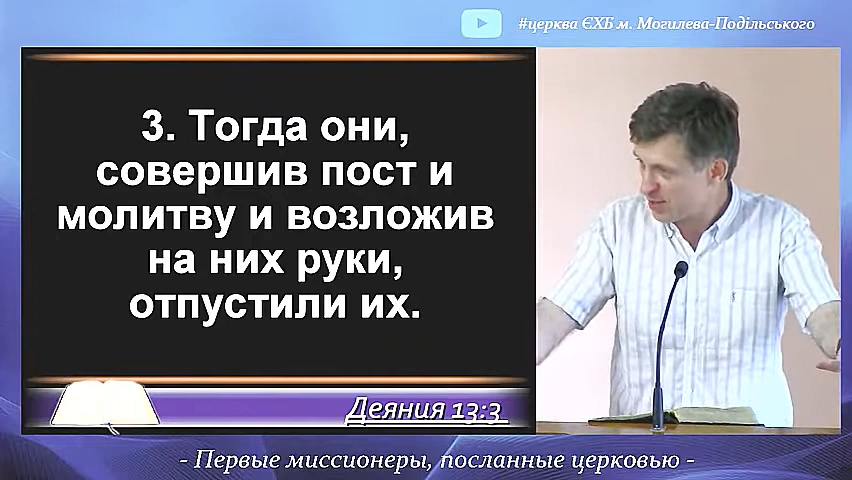 #церква ЄХБ м. Могилева-Подільського
3. Тогда они,
совершив пост и
молитву и возложив
на них руки,
отпустили их.
Деяния 13:3
- Первые миссионеры, посланные церковью -